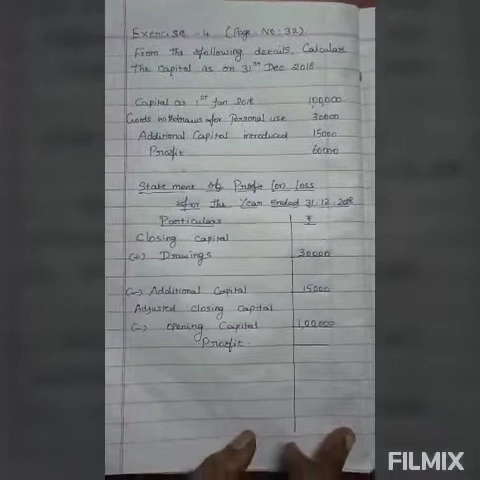 Exercise - 4 (Page No: 32)
From the following details, Calculate
the Capital as on 31st Dec 2018
Capital as 1st Jan 2018 1,00,000
Goods withdrawn for Personal use 30000
Additional Capital introduced 15000
Profit 60000
Statement of Profit (or) Loss
for the Year ended 31.12.2018
Particulars ₹
Closing Capital
(+) Drawings 30000
(-) Additional Capital 15000
Adjusted closing Capital
(-) Opening Capital 1,00,000
Profit
FILMIX